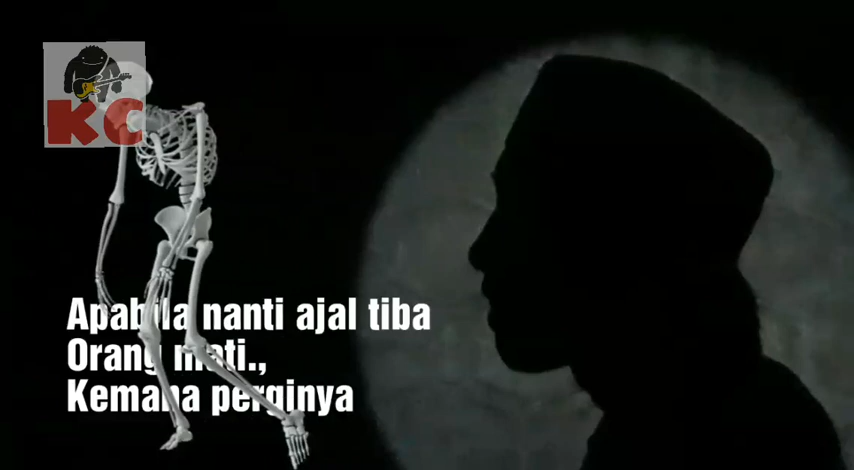 KC
Apabila nanti ajal tiba
Orang mati.,
Kemana perginya